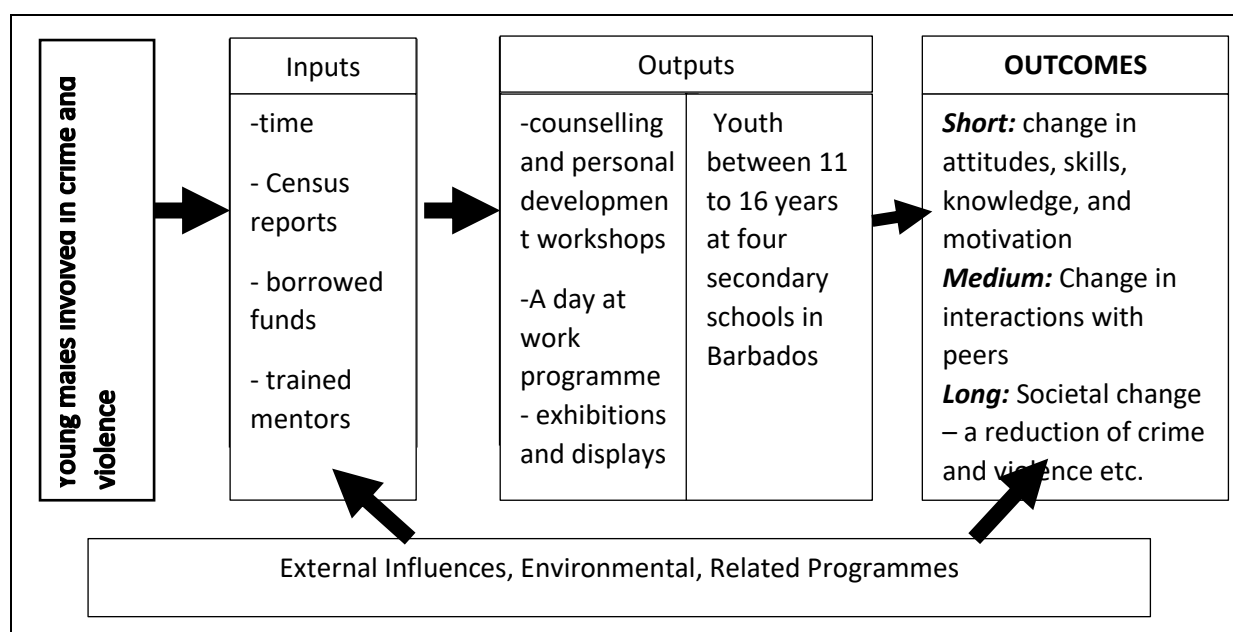 Young males involved in crime and
violence
Inputs
-time
- Census
reports
- borrowed
funds
- trained
mentors
Outputs
-counselling
and personal
developmen
t workshops
-A day at
work
programme
- exhibitions
and displays
Youth
between 11
to 16 years
at four
secondary
schools in
Barbados
OUTCOMES
Short: change in
attitudes, skills,
knowledge, and
motivation
Medium: Change in
interactions with
peers
Long: Societal change
– a reduction of crime
and violence etc.
External Influences, Environmental, Related Programmes